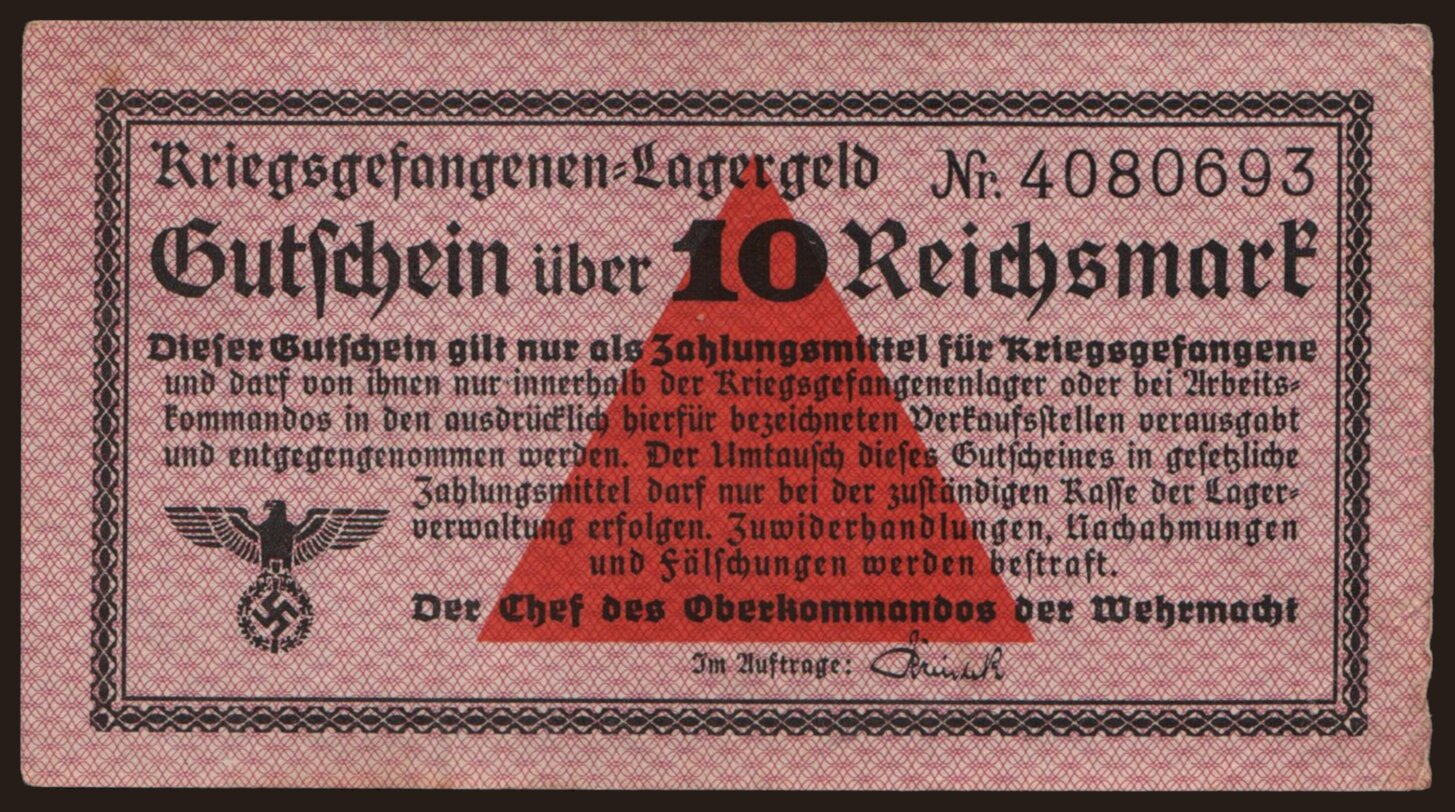 Kriegsgefangenen-Lagergeld Nr. 4080693
Gutschein über 10 Reichsmark
Dieser Gutschein gilt nur als Zahlungsmittel für Kriegsgefangene
und darf von ihnen nur innerhalb der Kriegsgefangenenlager oder bei Arbeits-
kommandos in den ausdrücklich hierfür bezeichneten Verkaufsstellen verausgabt
und entgegengenommen werden. Der Umtausch dieses Gutscheines in gesetzliche
Zahlungsmittel darf nur bei der zuständigen Kasse der Lager-
verwaltung erfolgen. Zuwiderhandlungen, Nachahmungen
und Fälschungen werden bestraft.
Der Chef des Oberkommandos der Wehrmacht
Im Auftrage: